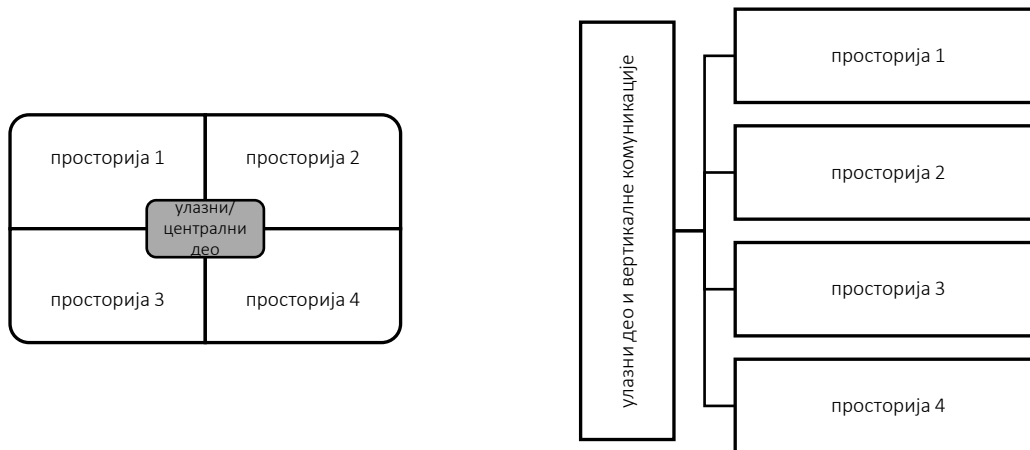 просторија 1
просторија 2
улазни/
централни
део
просторија 3
просторија 4
улазни део и вертикалне комуникације
просторија 1
просторија 2
просторија 3
просторија 4